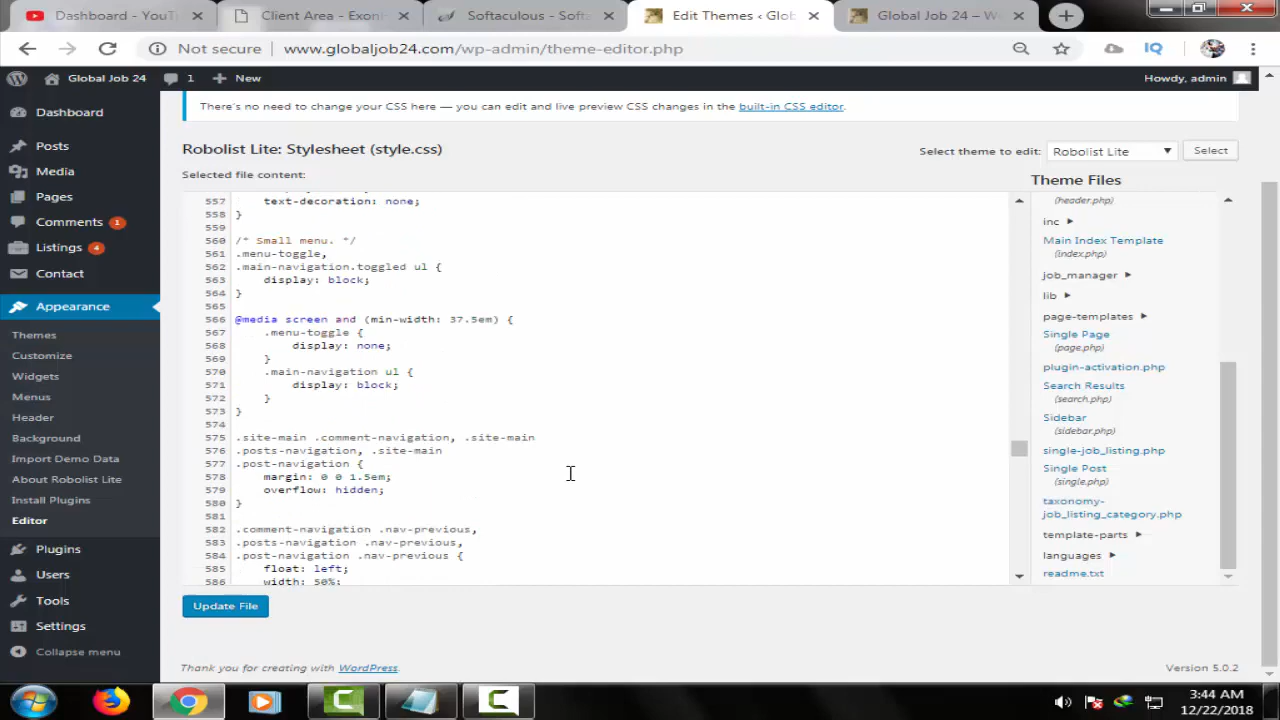 Dashboard - YouT
Client Area - Exoni
Softaculous - Softa
Edit Themes ‹ Glob
Global Job 24 – W
Not secure
www.globaljob24.com/wp-admin/theme-editor.php
Global Job 24
1
New
Howdy, admin
Dashboard
Posts
Media
Pages
Comments 1
Listings 4
Contact
Appearance
Themes
Customize
Widgets
Menus
Header
Background
Import Demo Data
About Robolist Lite
Install Plugins
Editor
Plugins
Users
Tools
Settings
Collapse menu
There's no need to change your CSS here — you can edit and live preview CSS changes in the built-in CSS editor.
Robolist Lite: Stylesheet (style.css)
Select theme to edit: Robolist Lite Select
Selected file content:
557 text-decoration: none;
558 }
559
560 /* Small menu. */
561 .menu-toggle,
562 .main-navigation.toggled ul {
563 display: block;
564 }
565
566 @media screen and (min-width: 37.5em) {
567 .menu-toggle {
568 display: none;
569 }
570 .main-navigation ul {
571 display: block;
572 }
573 }
574
575 .site-main .comment-navigation, .site-main
576 .posts-navigation, .site-main
577 .post-navigation {
578 margin: 0 0 1.5em;
579 overflow: hidden;
580 }
581
582 .comment-navigation .nav-previous,
583 .posts-navigation .nav-previous,
584 .post-navigation .nav-previous {
585 float: left;
586 width: 50%;
Theme Files
(header.php)
inc
Main Index Template
(index.php)
job_manager
lib
page-templates
Single Page
(page.php)
plugin-activation.php
Search Results
(search.php)
Sidebar
(sidebar.php)
single-job_listing.php
Single Post
(single.php)
taxonomy-
job_listing_category.php
template-parts
languages
readme.txt
Update File
Thank you for creating with WordPress.
Version 5.0.2
3:44 AM
12/22/2018